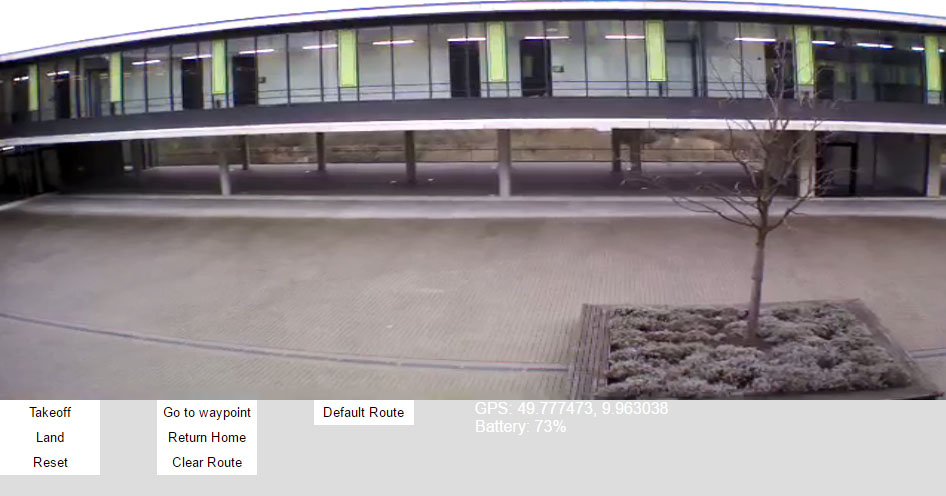 Takeoff
Go to waypoint
Default Route
GPS: 49.777473, 9.963038
Battery: 73%
Land
Return Home
Reset
Clear Route